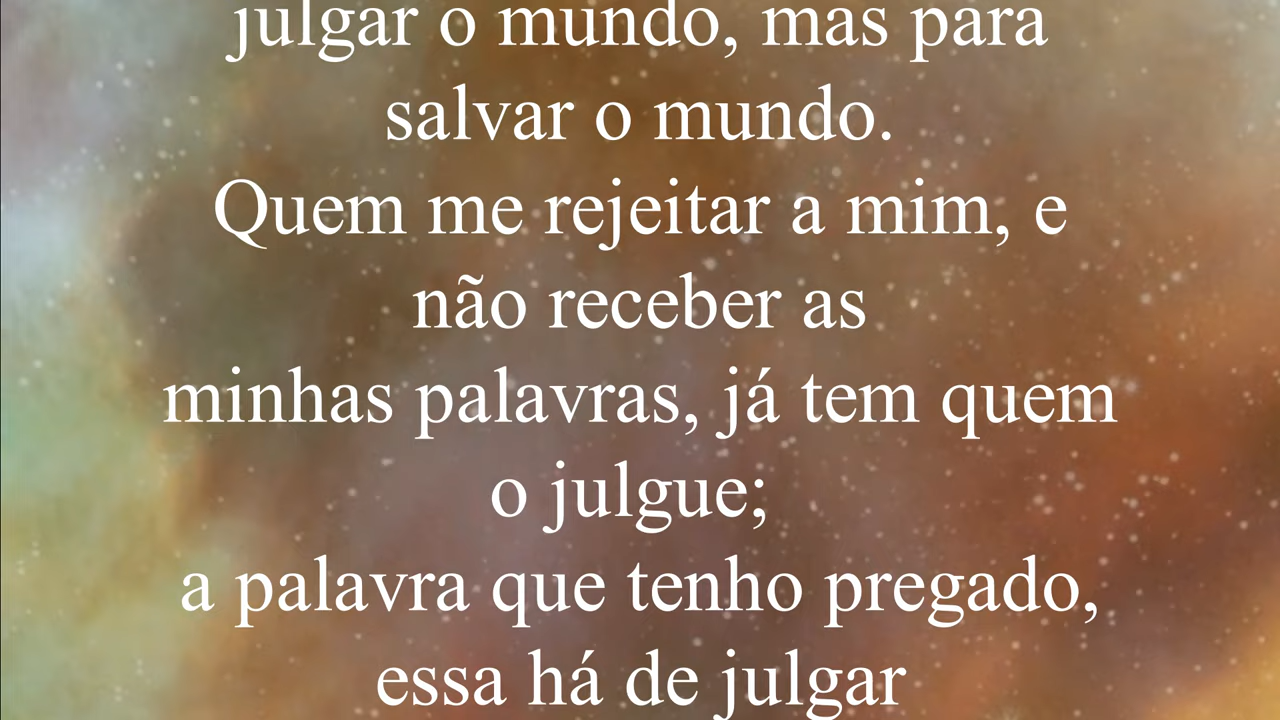 julgar o mundo, mas para
salvar o mundo.
Quem me rejeitar a mim, e
não receber as
minhas palavras, já tem quem
o julgue;
a palavra que tenho pregado,
essa há de julgar